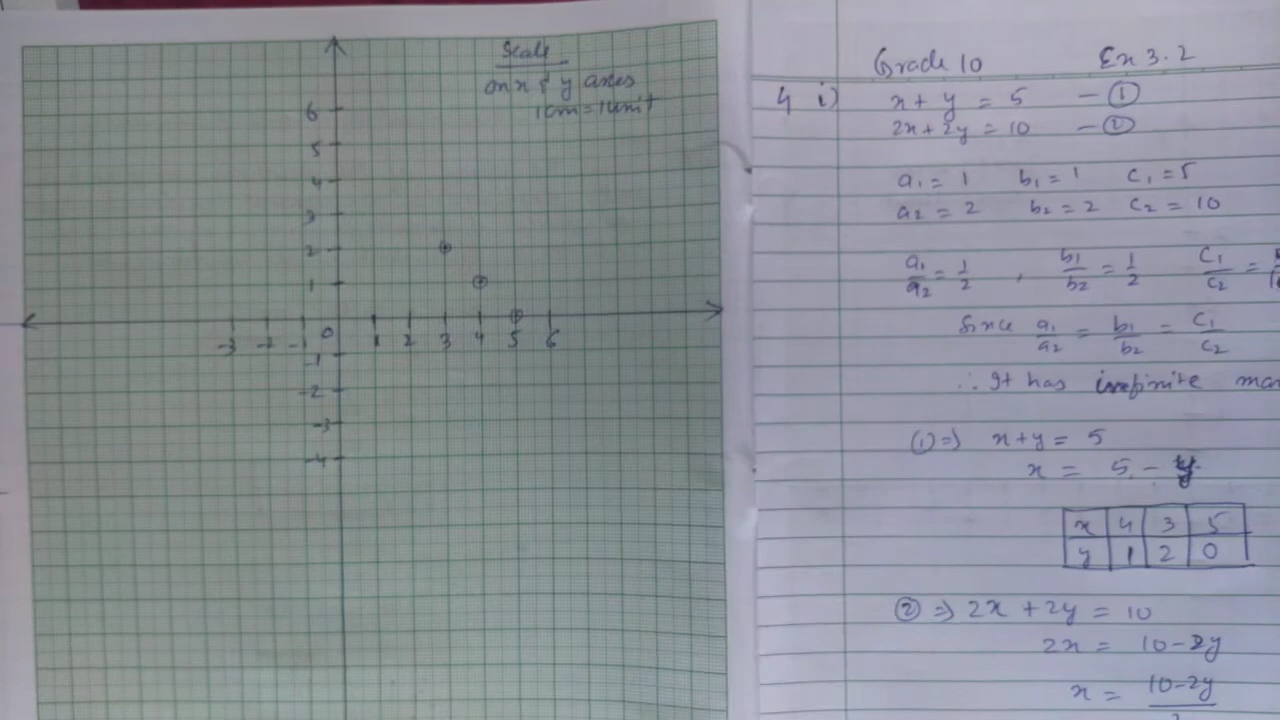 Scale
on x & y axes
1cm = 1unit
6
5
4
3
2
1
-3 -2 -1 0 1 2 3 4 5 6
-1
-2
-3
-4
Grade 10 Ex 3.2
4 i) x + y = 5 — ①
2x + 2y = 10 — ②
a₁ = 1 b₁ = 1 c₁ = 5
a₂ = 2 b₂ = 2 c₂ = 10
a₁/a₂ = 1/2 , b₁/b₂ = 1/2 c₁/c₂ =
Since a₁/a₂ = b₁/b₂ = c₁/c₂
∴ It has infinite
① ⇒ x + y = 5
x = 5 - y
x 4 3 5
y 1 2 0
② ⇒ 2x + 2y = 10
2x = 10 - 2y
x = 10 - 2y